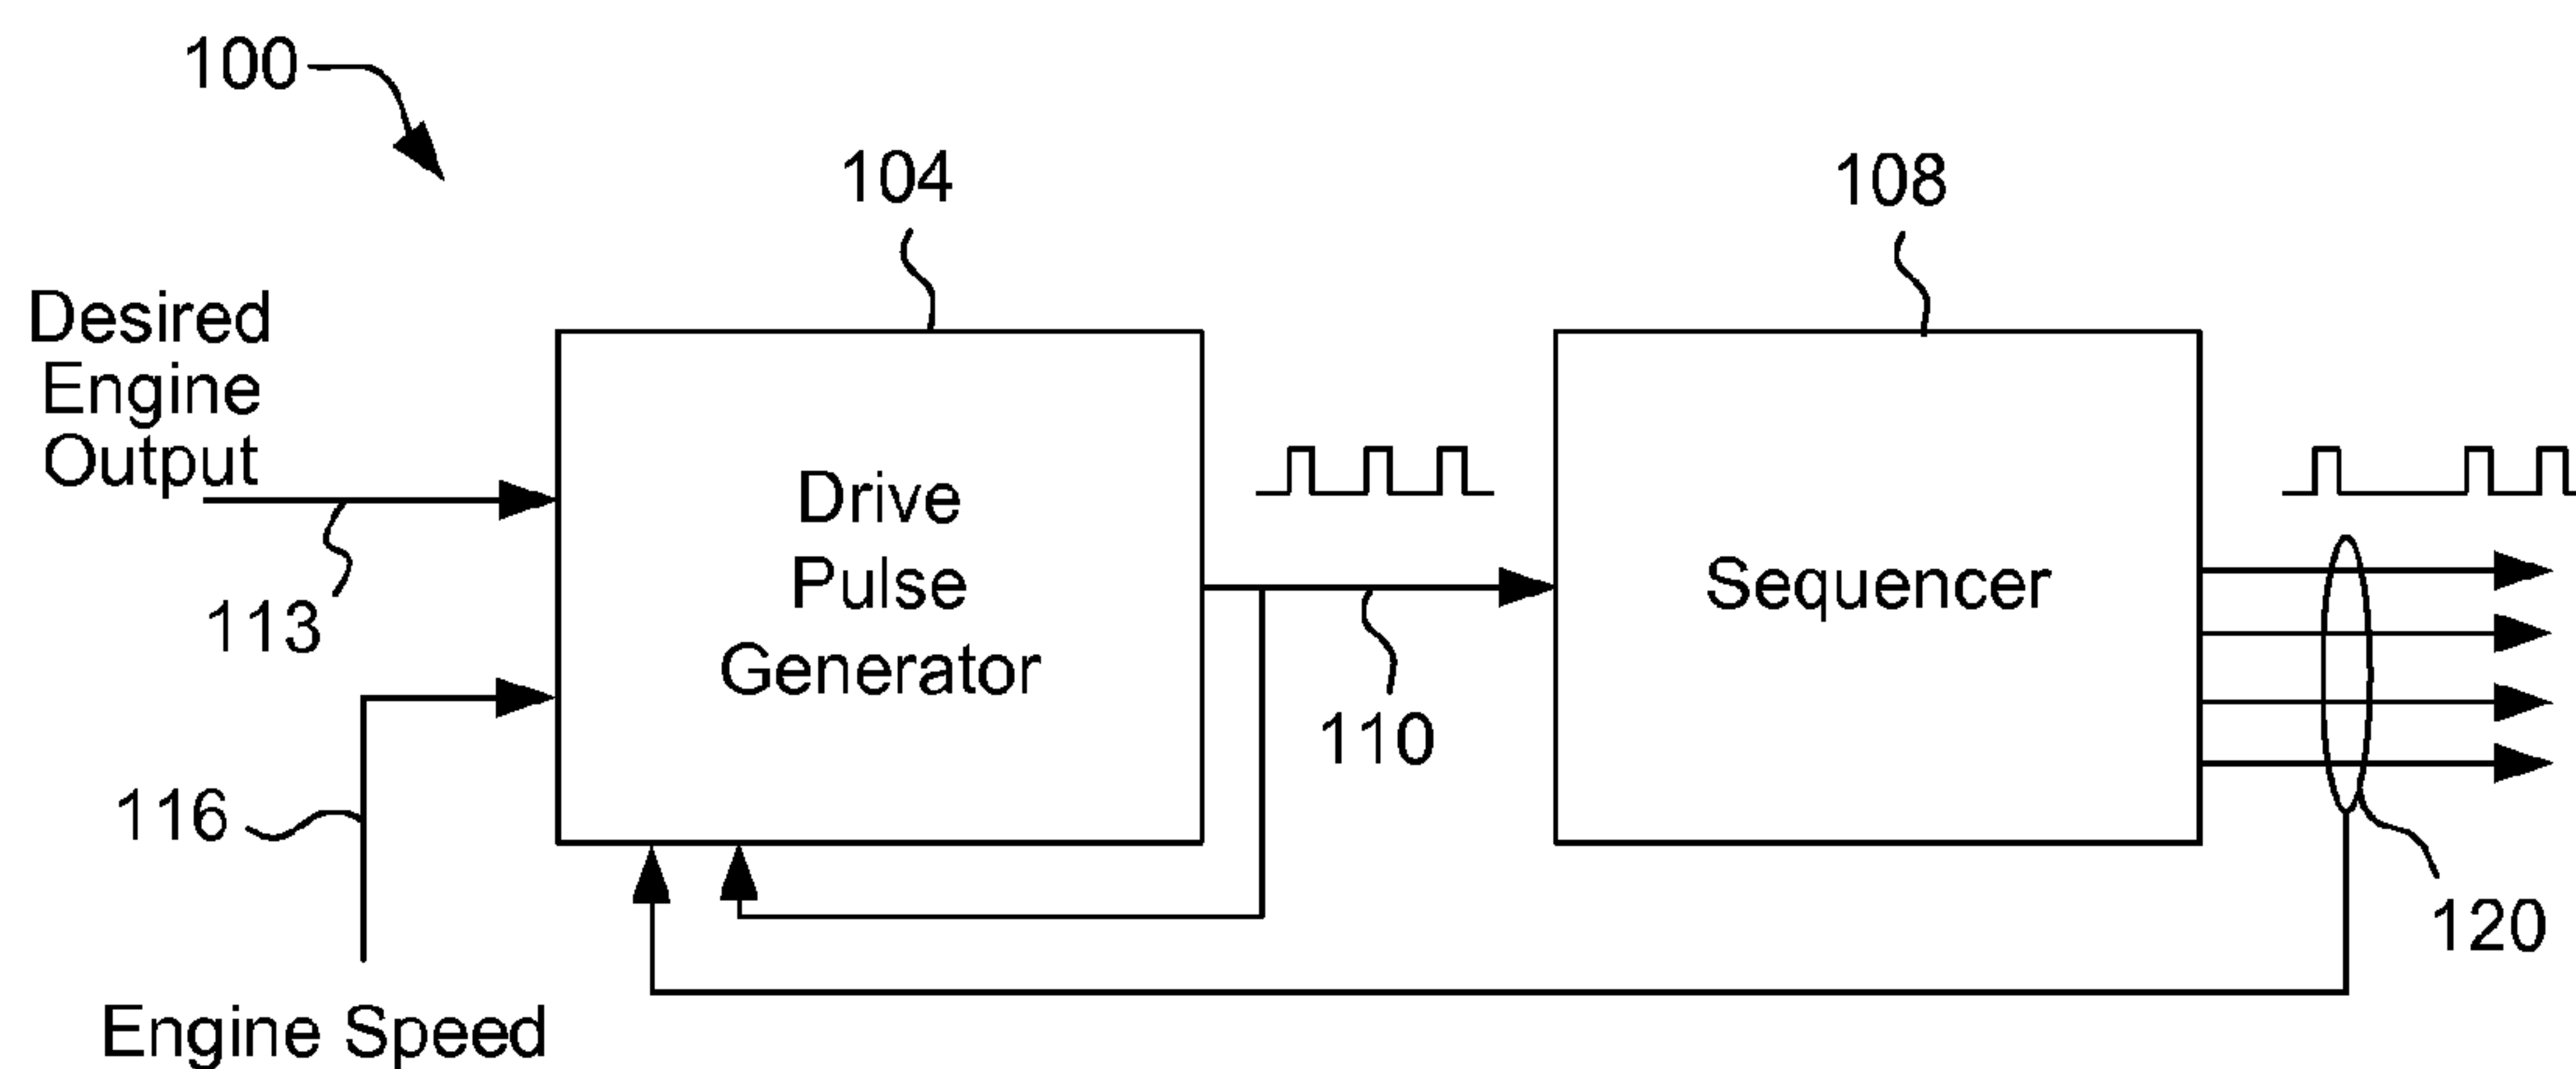 100
104
108
Desired
Engine
Output
113
Drive
Pulse
Generator
110
Sequencer
116
120
Engine Speed